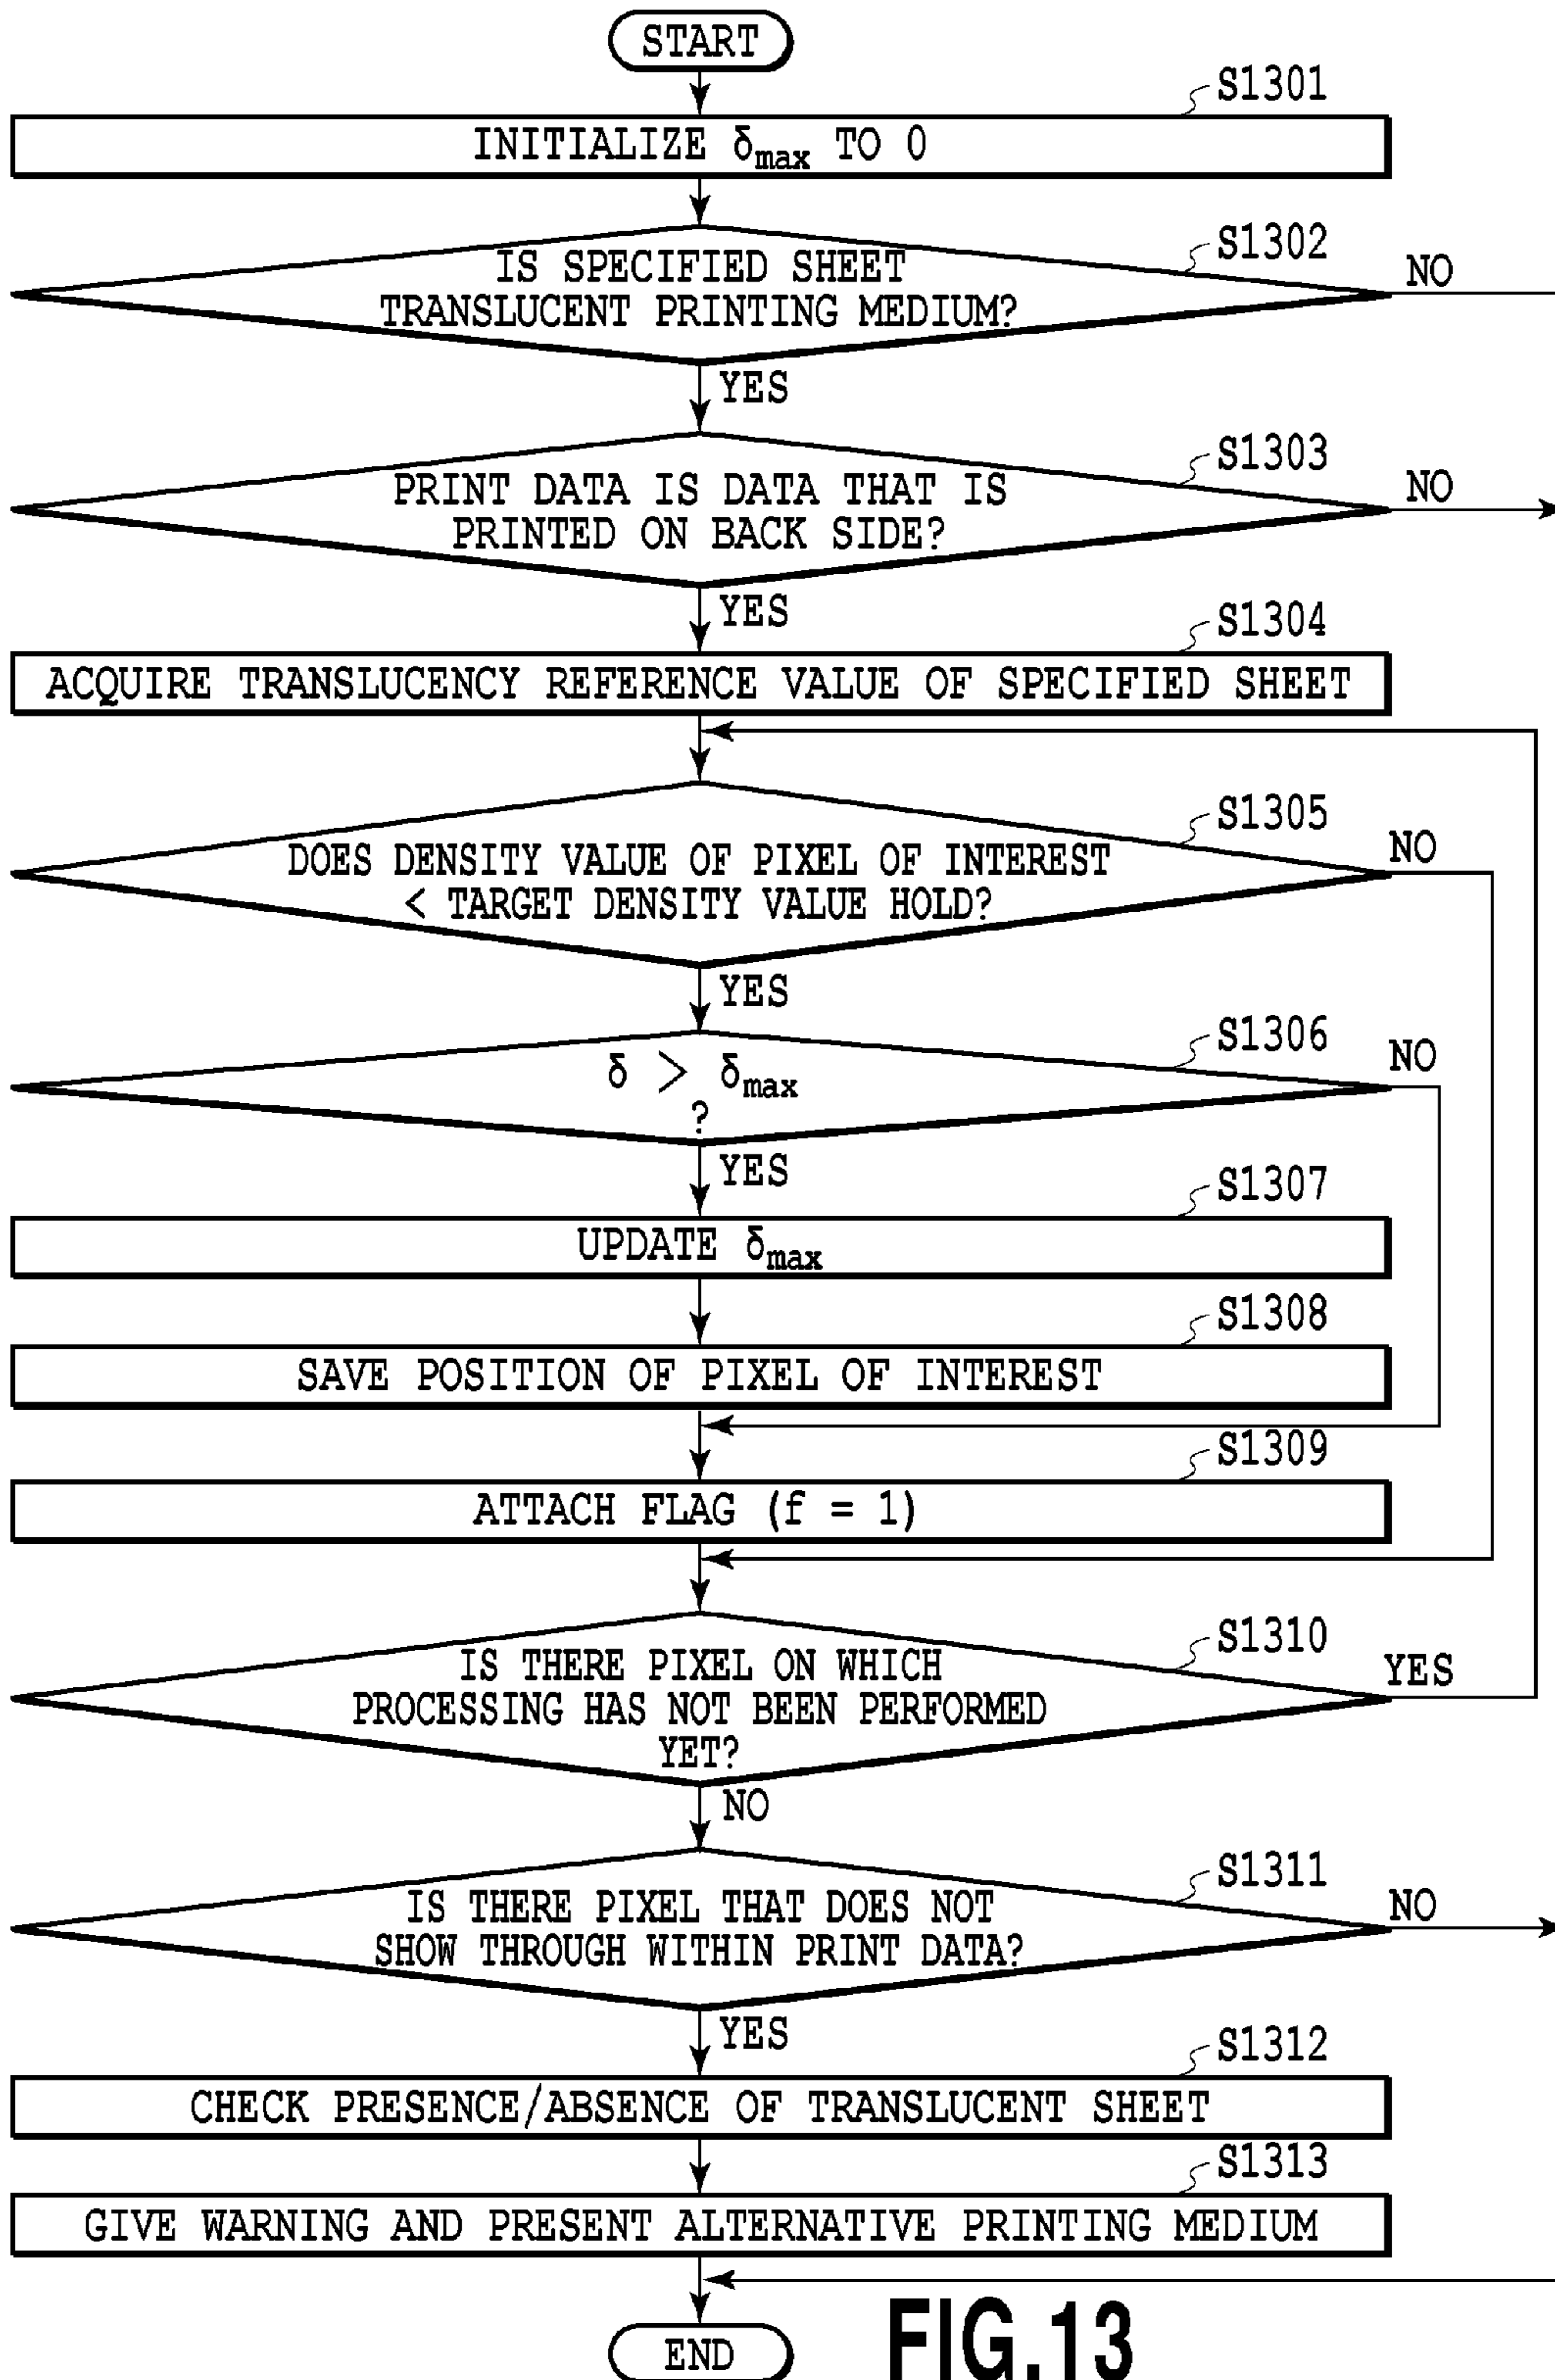 START
S1301
INITIALIZE δmax TO 0
S1302
IS SPECIFIED SHEET
TRANSLUCENT PRINTING MEDIUM?
NO
YES
S1303
PRINT DATA IS DATA THAT IS
PRINTED ON BACK SIDE?
NO
YES
S1304
ACQUIRE TRANSLUCENCY REFERENCE VALUE OF SPECIFIED SHEET
S1305
DOES DENSITY VALUE OF PIXEL OF INTEREST
< TARGET DENSITY VALUE HOLD?
NO
YES
S1306
δ > δmax
?
NO
YES
S1307
UPDATE δmax
S1308
SAVE POSITION OF PIXEL OF INTEREST
S1309
ATTACH FLAG (f = 1)
S1310
IS THERE PIXEL ON WHICH
PROCESSING HAS NOT BEEN PERFORMED
YET?
YES
NO
S1311
IS THERE PIXEL THAT DOES NOT
SHOW THROUGH WITHIN PRINT DATA?
NO
YES
S1312
CHECK PRESENCE/ABSENCE OF TRANSLUCENT SHEET
S1313
GIVE WARNING AND PRESENT ALTERNATIVE PRINTING MEDIUM
END
FIG.13